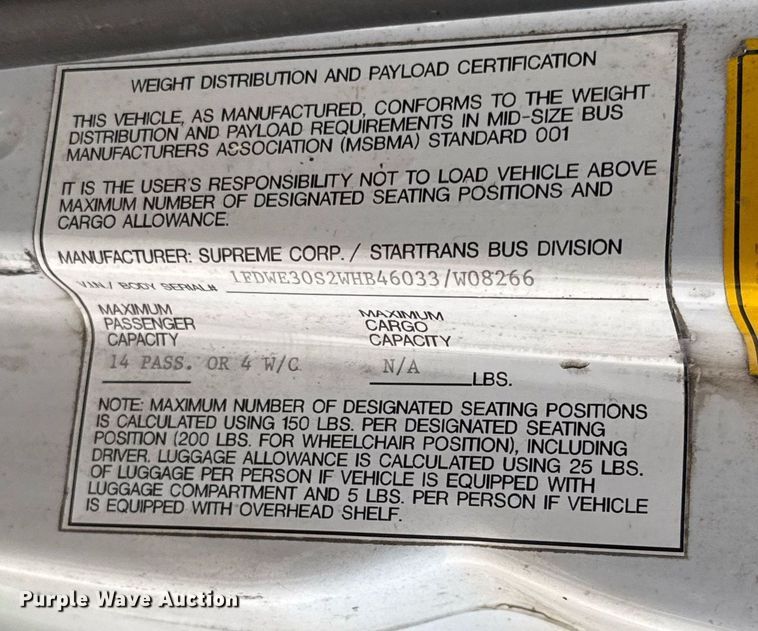 WEIGHT DISTRIBUTION AND PAYLOAD CERTIFICATION
THIS VEHICLE, AS MANUFACTURED, CONFORMS TO THE WEIGHT
DISTRIBUTION AND PAYLOAD REQUIREMENTS IN MID-SIZE BUS
MANUFACTURERS ASSOCIATION (MSBMA) STANDARD 001
IT IS THE USER'S RESPONSIBILITY NOT TO LOAD VEHICLE ABOVE
MAXIMUM NUMBER OF DESIGNATED SEATING POSITIONS AND
CARGO ALLOWANCE.
MANUFACTURER: SUPREME CORP. / STARTRANS BUS DIVISION
V.I.N./ BODY SERIAL# 1FDWE30S2WHB46033/W08266
MAXIMUM PASSENGER CAPACITY
14 PASS. OR 4 W/C
MAXIMUM CARGO CAPACITY
N/A LBS.
NOTE: MAXIMUM NUMBER OF DESIGNATED SEATING POSITIONS
IS CALCULATED USING 150 LBS. PER DESIGNATED SEATING
POSITION (200 LBS. FOR WHEELCHAIR POSITION), INCLUDING
DRIVER. LUGGAGE ALLOWANCE IS CALCULATED USING 25 LBS.
OF LUGGAGE PER PERSON IF VEHICLE IS EQUIPPED WITH
LUGGAGE COMPARTMENT AND 5 LBS. PER PERSON IF VEHICLE
IS EQUIPPED WITH OVERHEAD SHELF.
Purple Wave Auction